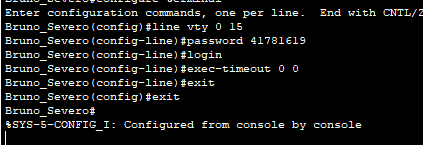 Bruno_Severo#configure terminal
Enter configuration commands, one per line.  End with CNTL/Z
Bruno_Severo(config)#line vty 0 15
Bruno_Severo(config-line)#password 41781619
Bruno_Severo(config-line)#login
Bruno_Severo(config-line)#exec-timeout 0 0
Bruno_Severo(config-line)#exit
Bruno_Severo(config)#exit
Bruno_Severo#
%SYS-5-CONFIG_I: Configured from console by console